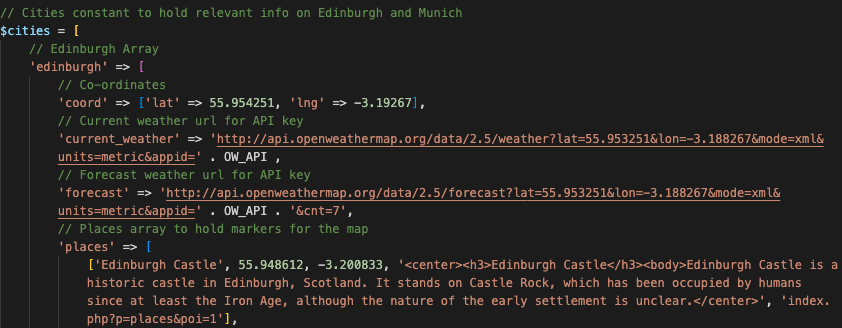 // Cities constant to hold relevant info on Edinburgh and Munich
$cities = [
// Edinburgh Array
'edinburgh' => [
// Co-ordinates
'coord' => ['lat' => 55.954251, 'lng' => -3.19267],
// Current weather url for API key
'current_weather' => 'http://api.openweathermap.org/data/2.5/weather?lat=55.953251&lon=-3.188267&mode=xml&
units=metric&appid=' . OW_API ,
// Forecast weather url for API key
'forecast' => 'http://api.openweathermap.org/data/2.5/forecast?lat=55.953251&lon=-3.188267&mode=xml&
units=metric&appid=' . OW_API . '&cnt=7',
// Places array to hold markers for the map
'places' => [
['Edinburgh Castle', 55.948612, -3.200833, '<center><h3>Edinburgh Castle</h3><body>Edinburgh Castle is a
historic castle in Edinburgh, Scotland. It stands on Castle Rock, which has been occupied by humans
since at least the Iron Age, although the nature of the early settlement is unclear.</center>', 'index.
php?p=places&poi=1'],